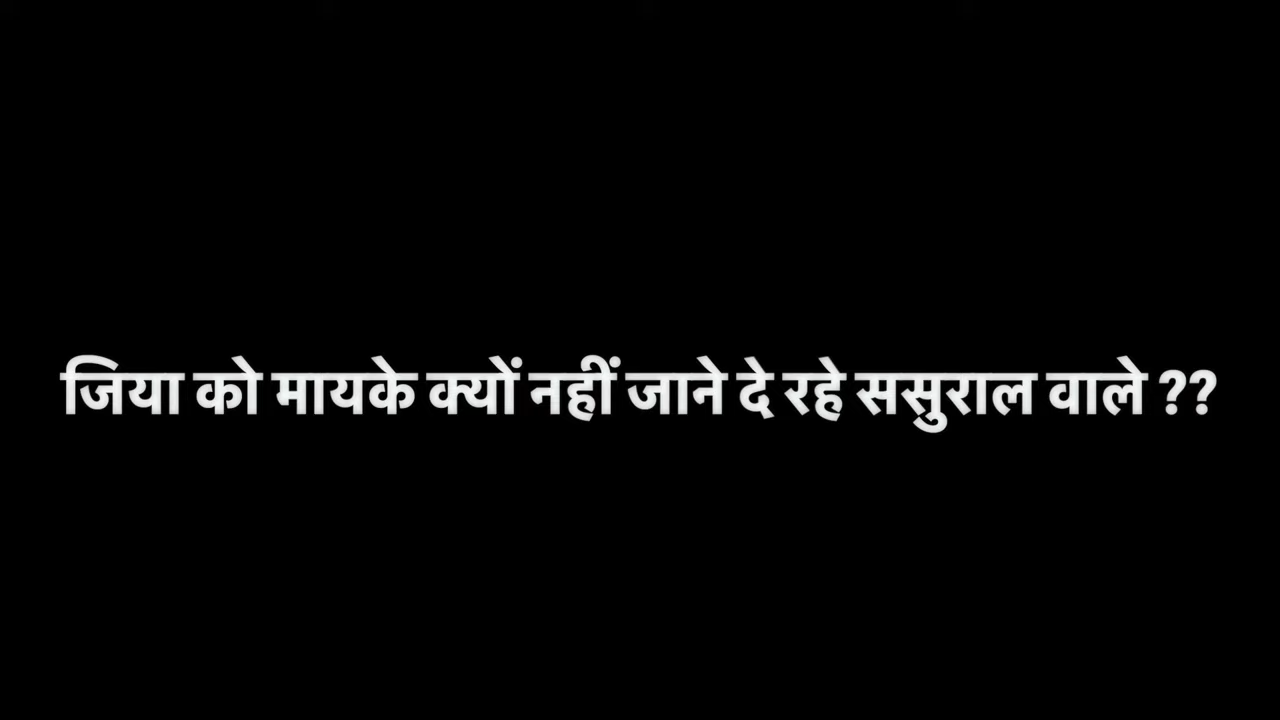 जिया को मायके क्यों नहीं जाने दे रहे ससुराल वाले ??